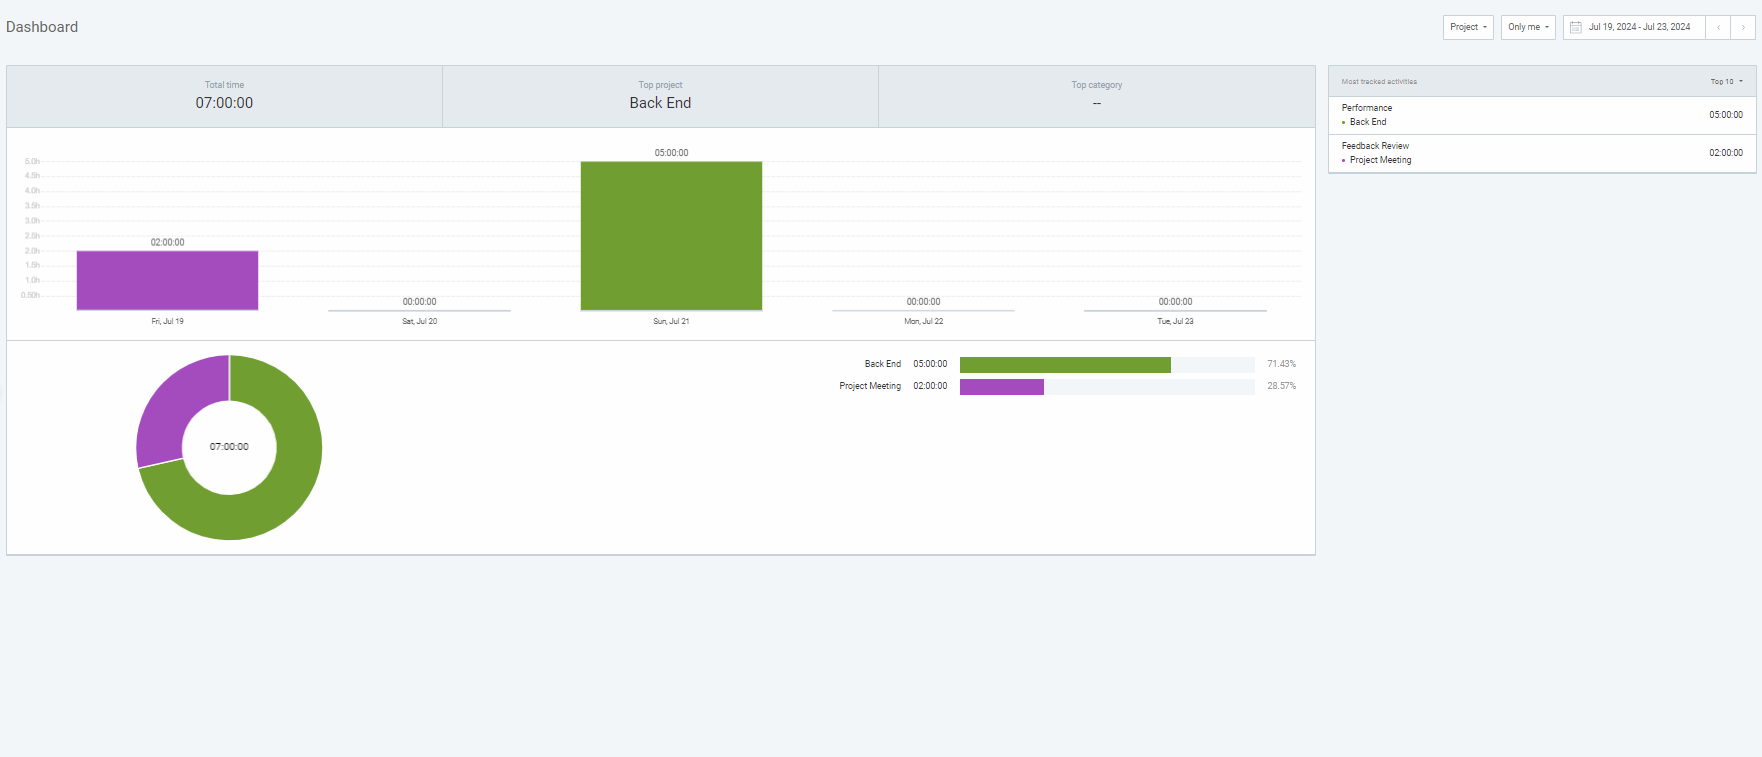 Dashboard
Project
Only me
Jul 19, 2024 - Jul 23, 2024
Total time
07:00:00
Top project
Back End
Top category
--
5.0h
4.5h
4.0h
3.5h
3.0h
2.5h
2.0h
1.5h
1.0h
0.50h
02:00:00
00:00:00
05:00:00
00:00:00
00:00:00
Fri, Jul 19
Sat, Jul 20
Sun, Jul 21
Mon, Jul 22
Tue, Jul 23
07:00:00
Back End 05:00:00 71.43%
Project Meeting 02:00:00 28.57%
Most tracked activities
Top 10
Performance
Back End
05:00:00
Feedback Review
Project Meeting
02:00:00